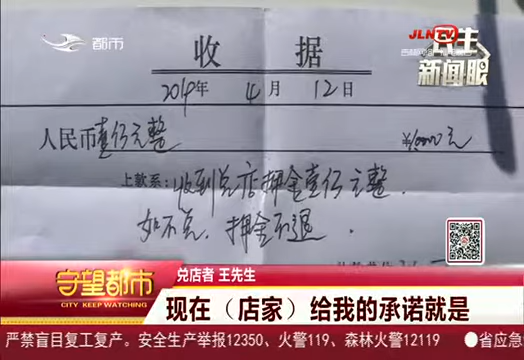 都市
JLNTV
民生
新闻眼
收据
2019年 4月 12日
人民币壹仟元整
¥1000元
上款系：收到兑店押金壹仟元整.
如不兑，押金不退.
守望都市
CITY KEEP WATCHING
兑店者 王先生
现在（店家）给我的承诺就是
严禁盲目复工复产。安全生产举报12350、火警119、森林火警12119 ●省应急